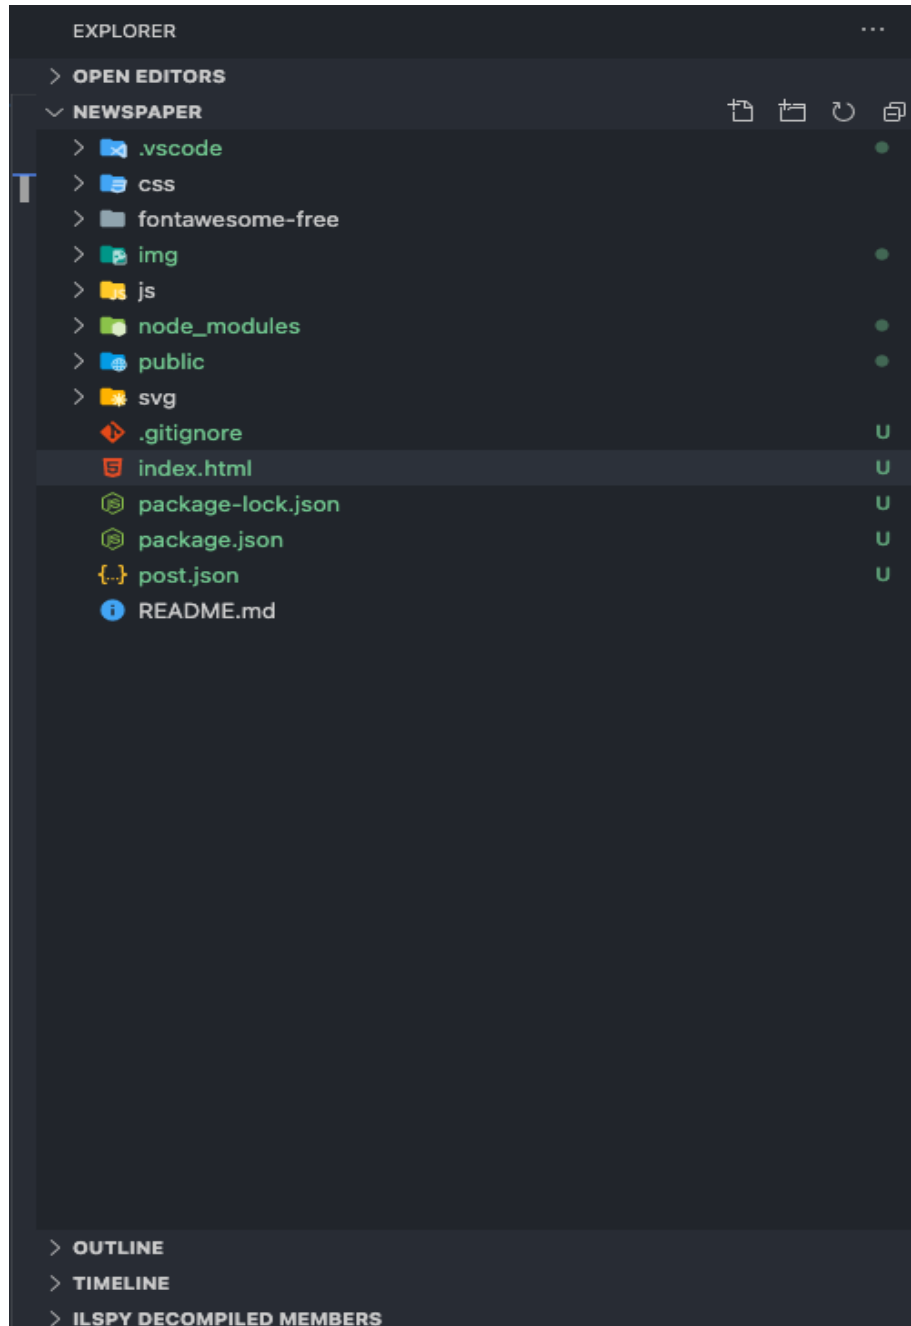 EXPLORER
OPEN EDITORS
NEWSPAPER
.vscode
css
fontawesome-free
img
js
node_modules
public
svg
.gitignore U
index.html U
package-lock.json U
package.json U
{...} post.json U
README.md
OUTLINE
TIMELINE
ILSPY DECOMPILED MEMBERS